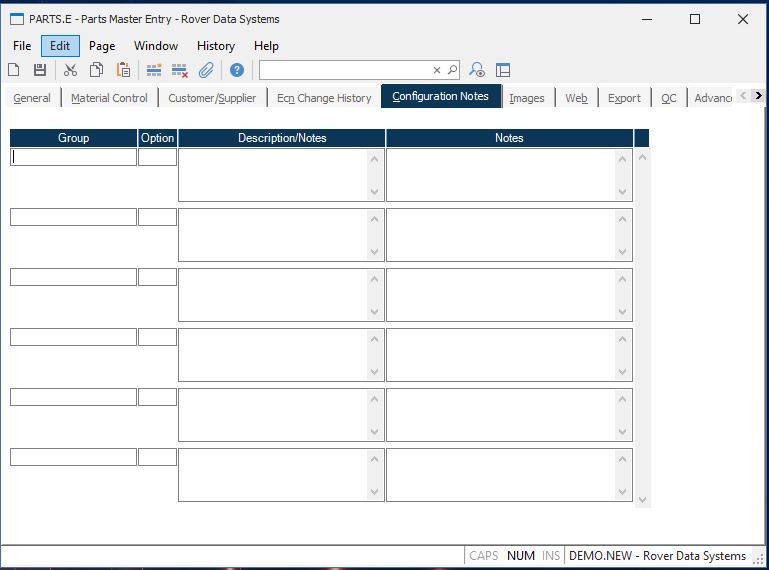 PARTS.E - Parts Master Entry - Rover Data Systems
File Edit Page Window History Help
General Material Control Customer/Supplier Ecn Change History Configuration Notes Images Web Export QC Advanc
Group Option Description/Notes Notes
CAPS NUM INS DEMO.NEW - Rover Data Systems